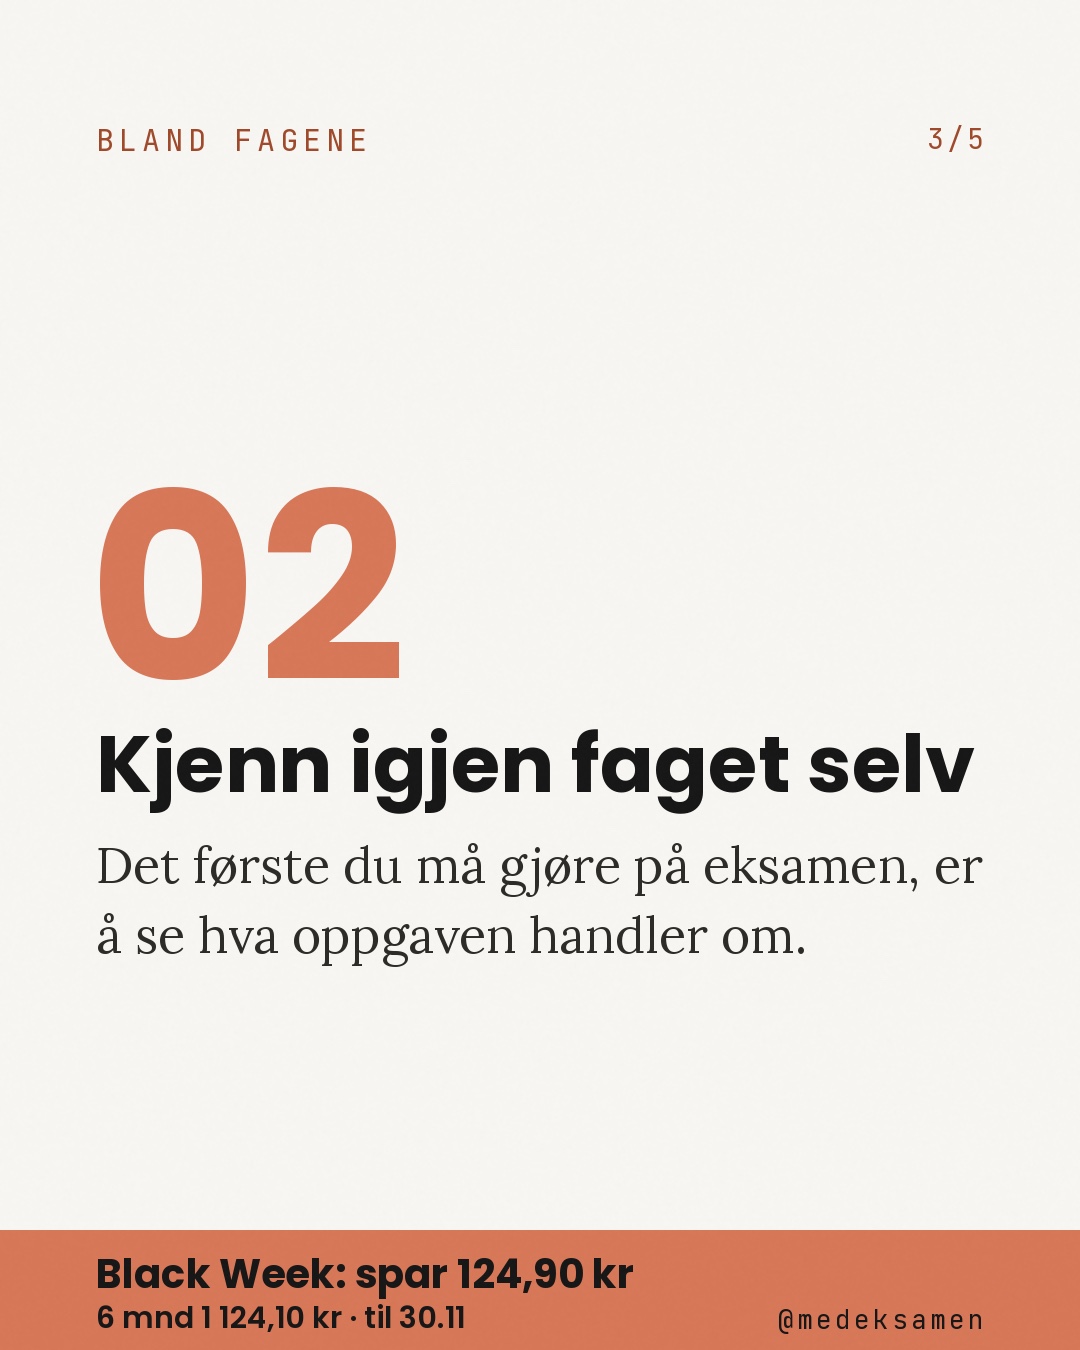 BLAND FAGENE
3/5
02
Kjenn igjen faget selv
Det første du må gjøre på eksamen, er
å se hva oppgaven handler om.
Black Week: spar 124,90 kr
6 mnd 1 124,10 kr · til 30.11
@medeksamen